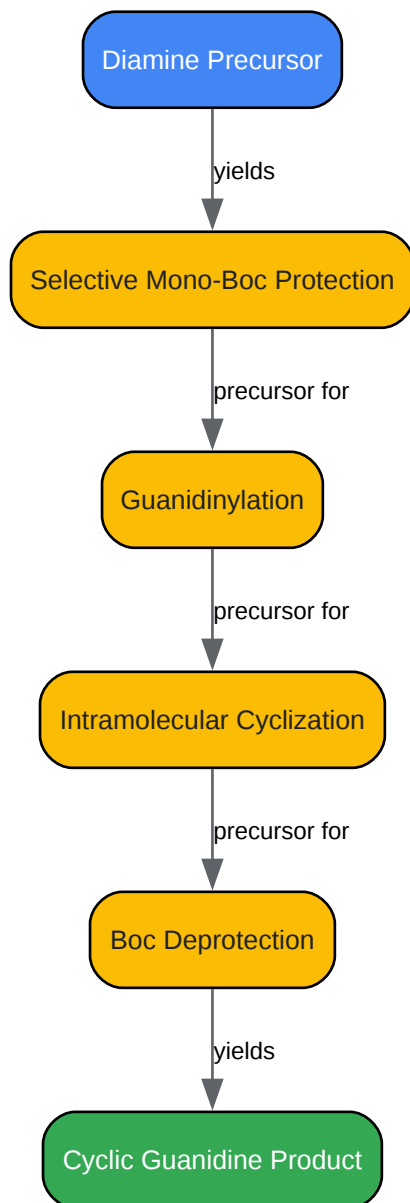 Diamine Precursor
yields
Selective Mono-Boc Protection
precursor for
Guanidinylation
precursor for
Intramolecular Cyclization
precursor for
Boc Deprotection
yields
Cyclic Guanidine Product